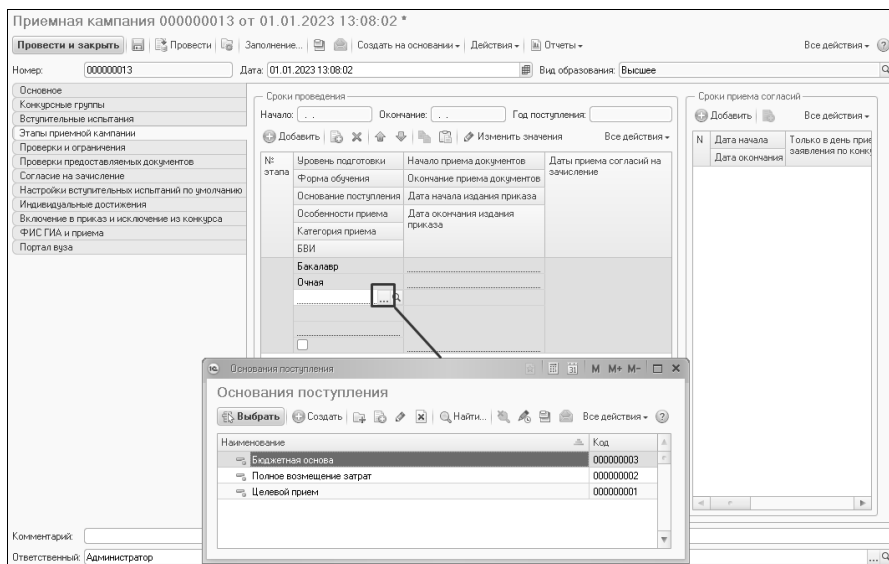 Приемная кампания 000000013 от 01.01.2023 13:08:02 *
Провести и закрыть Провести Заполнение... Создать на основании Действия Отчеты Все действия
Номер: 000000013 Дата: 01.01.2023 13:08:02 Вид образования: Высшее
Основное
Конкурсные группы
Вступительные испытания
Этапы приемной кампании
Проверки и ограничения
Проверки предоставляемых документов
Согласие на зачисление
Настройки вступительных испытаний по умолчанию
Индивидуальные достижения
Включение в приказ и исключение из конкурса
ФИС ГИА и приема
Портал вуза
Сроки проведения
Начало: . . Окончание: . . Год поступления:
Добавить Изменить значения Все действия
№ этапа
Уровень подготовки
Форма обучения
Основание поступления
Особенности приема
Категория приема
БВИ
Начало приема документов
Окончание приема документов
Дата начала издания приказа
Дата окончания издания
приказа
Даты приема согласий на
зачисление
Бакалавр
Очная
...
Сроки приема согласий
Добавить Все действия
N Дата начала
Дата окончания
Только в день прие
заявления по конк
Основания поступления
M M+ M-
Основания поступления
Выбрать Создать Найти... Все действия
Наименование Код
Бюджетная основа 000000003
Полное возмещение затрат 000000002
Целевой прием 000000001
Комментарий:
Ответственный: Администратор ...